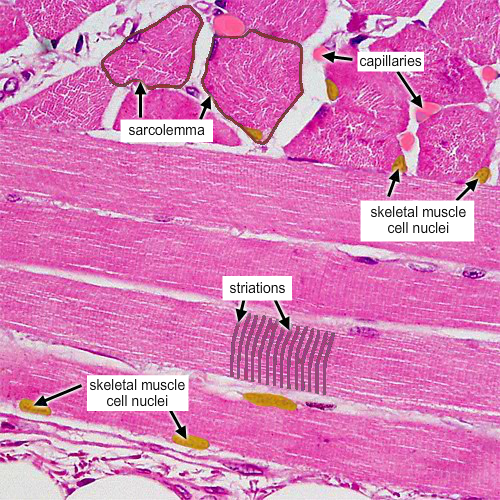 capillaries
sarcolemma
skeletal muscle
cell nuclei
striations
skeletal muscle
cell nuclei